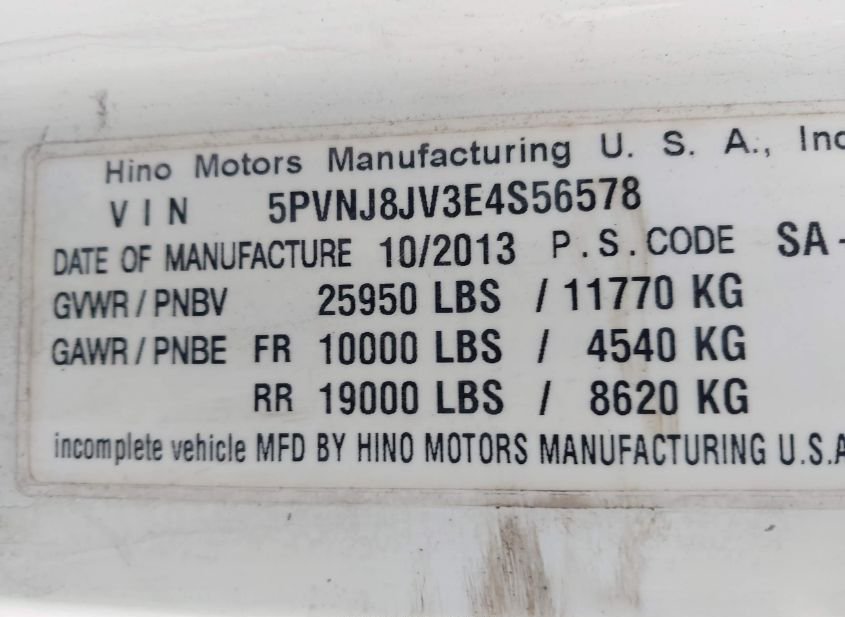 Hino Motors Manufacturing U. S. A., Inc
VIN 5PVNJ8JV3E4S56578
DATE OF MANUFACTURE 10/2013 P.S.CODE SA-
GVWR/PNBV 25950 LBS / 11770 KG
GAWR/PNBE FR 10000 LBS / 4540 KG
RR 19000 LBS / 8620 KG
incomplete vehicle MFD BY HINO MOTORS MANUFACTURING U.S.A